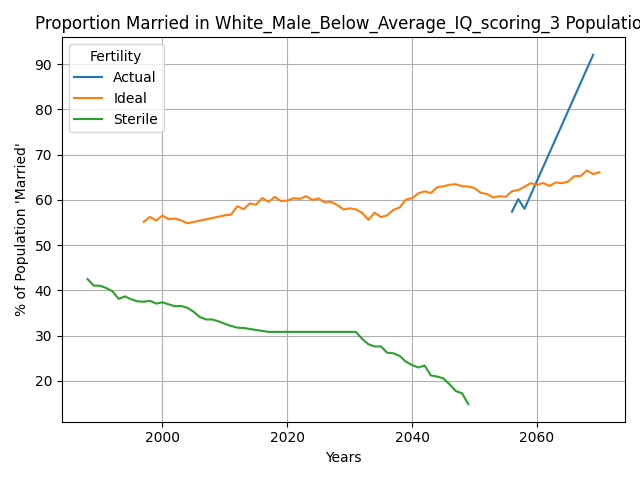 Proportion Married in White_Male_Below_Average_IQ_scoring_3 Populatio
Fertility
Actual
Ideal
Sterile
% of Population 'Married'
90
80
70
60
50
40
30
20
2000
2020
2040
2060
Years